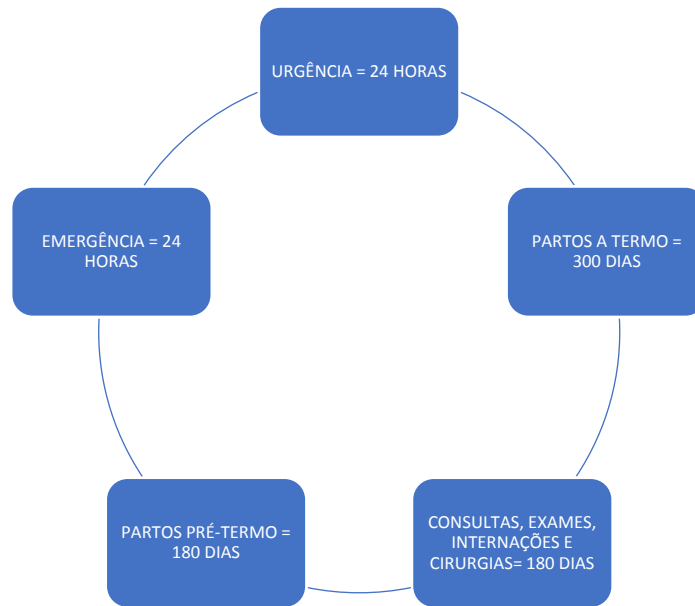 URGÊNCIA = 24 HORAS
PARTOS A TERMO =
300 DIAS
CONSULTAS, EXAMES,
INTERNAÇÕES E
CIRURGIAS= 180 DIAS
PARTOS PRÉ-TERMO =
180 DIAS
EMERGÊNCIA = 24
HORAS